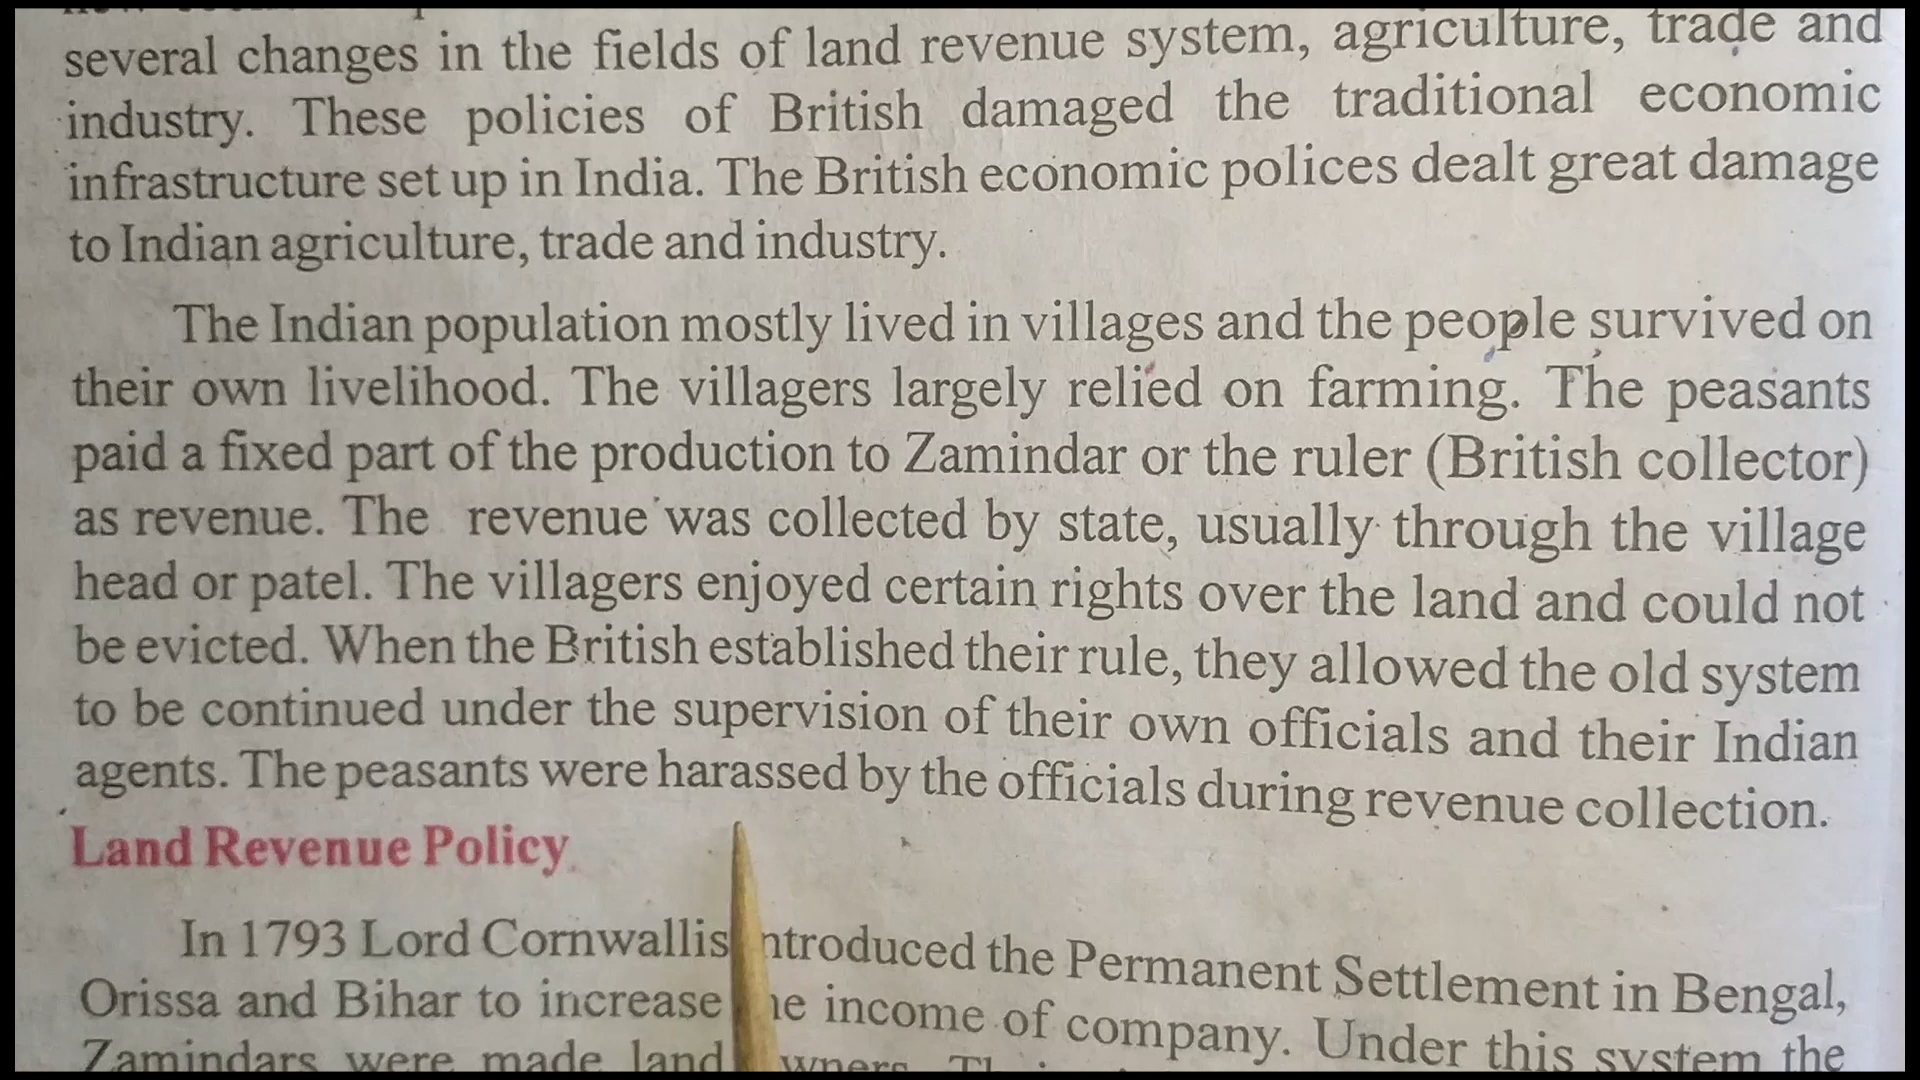 several changes in the fields of land revenue system, agriculture, trade and
industry. These policies of British damaged the traditional economic
infrastructure set up in India. The British economic polices dealt great damage
to Indian agriculture, trade and industry.
The Indian population mostly lived in villages and the people survived on
their own livelihood. The villagers largely relied on farming. The peasants
paid a fixed part of the production to Zamindar or the ruler (British collector)
as revenue. The revenue was collected by state, usually through the village
head or patel. The villagers enjoyed certain rights over the land and could not
be evicted. When the British established their rule, they allowed the old system
to be continued under the supervision of their own officials and their Indian
agents. The peasants were harassed by the officials during revenue collection.
Land Revenue Policy
In 1793 Lord Cornwallis ntroduced the Permanent Settlement in Bengal,
Orissa and Bihar to increase income of company. Under this system the
Zamindars were made land